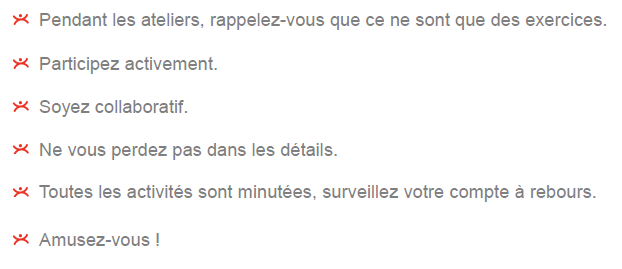 Pendant les ateliers, rappelez-vous que ce ne sont que des exercices.
Participez activement.
Soyez collaboratif.
Ne vous perdez pas dans les détails.
Toutes les activités sont minutées, surveillez votre compte à rebours.
Amusez-vous !